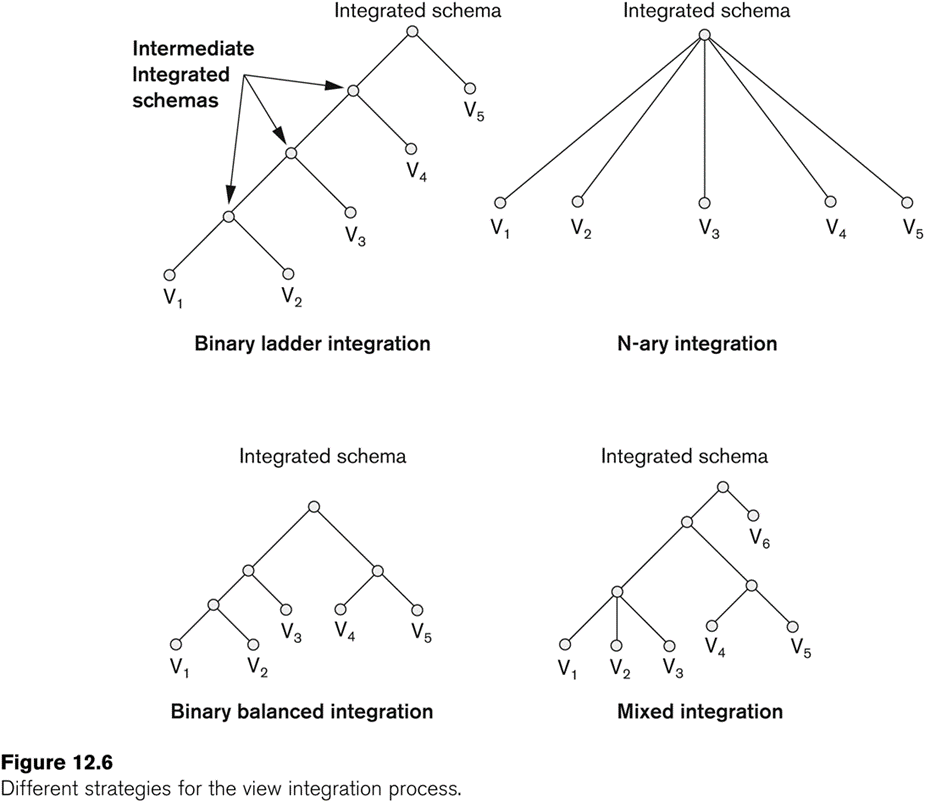 Integrated schema
Intermediate
Integrated
schemas
V5
V4
V3
V1
V2
Binary ladder integration
Integrated schema
V1
V2
V3
V4
V5
N-ary integration
Integrated schema
V3
V4
V5
V1
V2
Binary balanced integration
Integrated schema
V6
V4
V5
V1
V2
V3
Mixed integration
Figure 12.6
Different strategies for the view integration process.